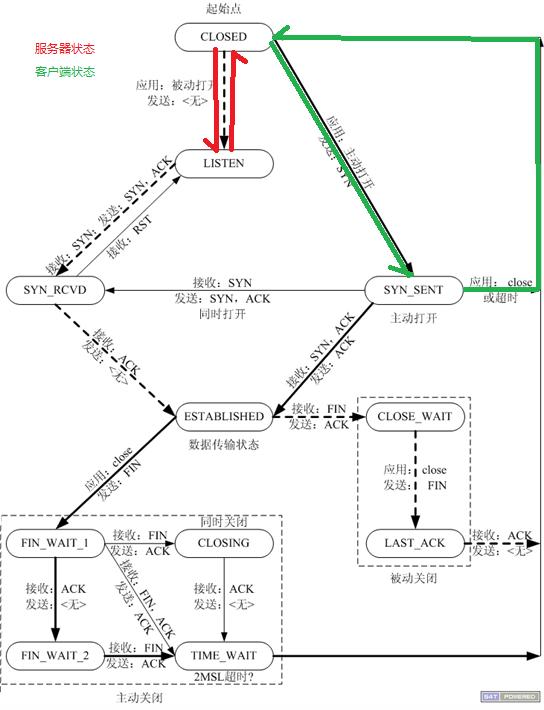 起始点
CLOSED
服务器状态
客户端状态
应用：被动打开
发送：<无>
应用：主动打开
发送：SYN
LISTEN
接收：SYN；发送：SYN，ACK
接收：RST
SYN_RCVD
接收：SYN
发送：SYN，ACK
同时打开
SYN_SENT
主动打开
应用：close
或超时
接收：ACK
发送：<无>
接收：SYN，ACK
发送：ACK
ESTABLISHED
数据传输状态
接收：FIN
发送：ACK
CLOSE_WAIT
应用：close
发送：FIN
应用：close
发送：FIN
LAST_ACK
接收：ACK
发送：<无>
被动关闭
同时关闭
FIN_WAIT_1
接收：FIN
发送：ACK
CLOSING
接收：ACK
发送：<无>
接收：FIN，ACK
发送：ACK
接收：ACK
发送：<无>
FIN_WAIT_2
接收：FIN
发送：ACK
TIME_WAIT
2MSL超时？
主动关闭
S4T POWERED